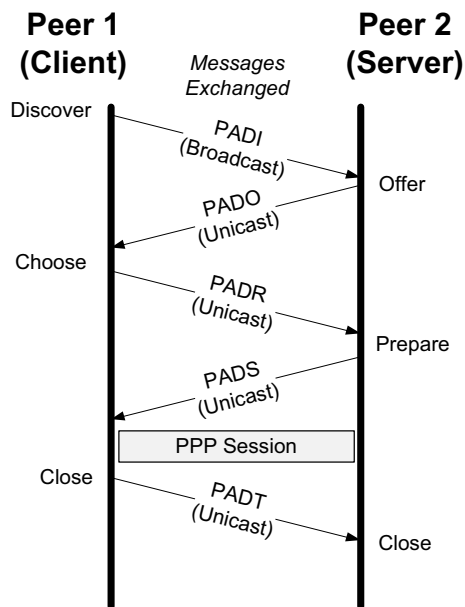 Peer 1
(Client)
Peer 2
(Server)
Messages
Exchanged
Discover
PADI
(Broadcast)
Offer
PADO
(Unicast)
Choose
PADR
(Unicast)
Prepare
PADS
(Unicast)
PPP Session
Close
PADT
(Unicast)
Close